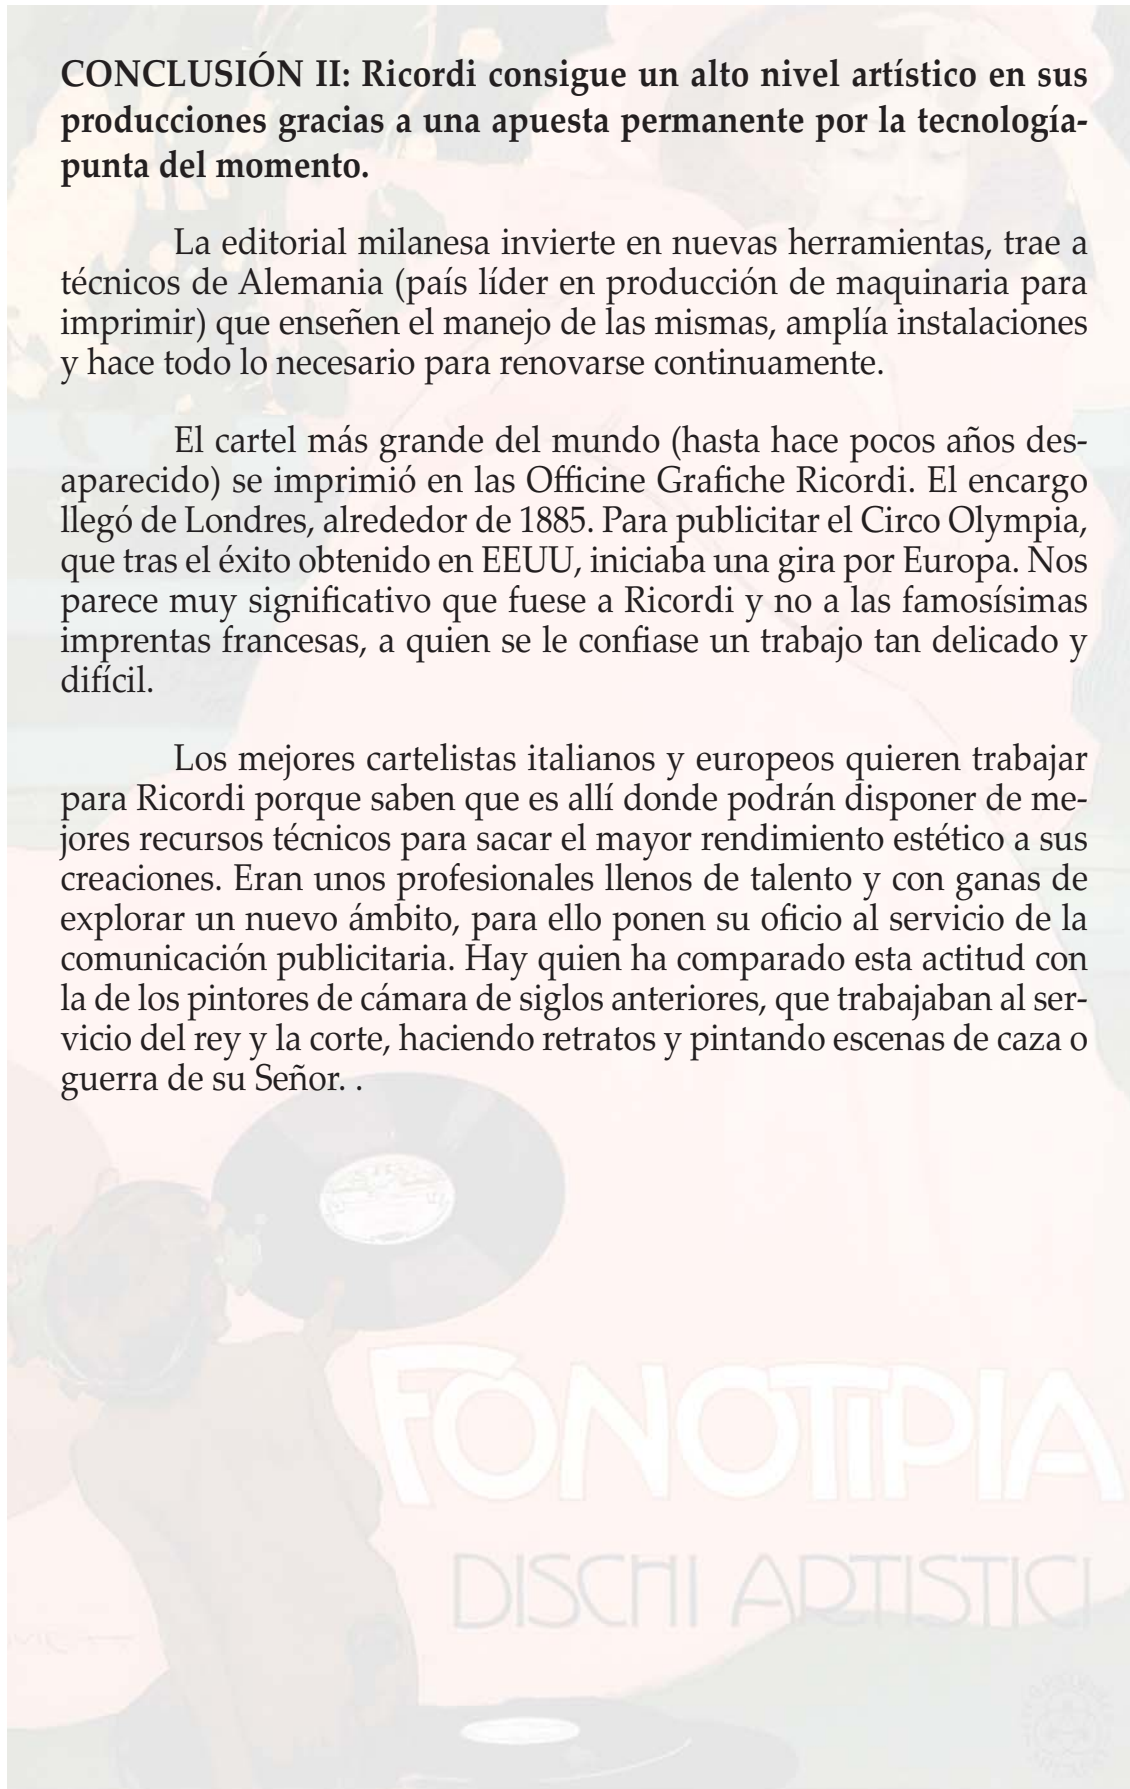 CONCLUSIÓN II: Ricordi consigue un alto nivel artístico en sus
producciones gracias a una apuesta permanente por la tecnología-
punta del momento.
La editorial milanesa invierte en nuevas herramientas, trae a
técnicos de Alemania (país líder en producción de maquinaria para
imprimir) que enseñen el manejo de las mismas, amplía instalaciones
y hace todo lo necesario para renovarse continuamente.
El cartel más grande del mundo (hasta hace pocos años des-
aparecido) se imprimió en las Officine Grafiche Ricordi. El encargo
llegó de Londres, alrededor de 1885. Para publicitar el Circo Olympia,
que tras el éxito obtenido en EEUU, iniciaba una gira por Europa. Nos
parece muy significativo que fuese a Ricordi y no a las famosísimas
imprentas francesas, a quien se le confiase un trabajo tan delicado y
difícil.
Los mejores cartelistas italianos y europeos quieren trabajar
para Ricordi porque saben que es allí donde podrán disponer de me-
jores recursos técnicos para sacar el mayor rendimiento estético a sus
creaciones. Eran unos profesionales llenos de talento y con ganas de
explorar un nuevo ámbito, para ello ponen su oficio al servicio de la
comunicación publicitaria. Hay quien ha comparado esta actitud con
la de los pintores de cámara de siglos anteriores, que trabajaban al ser-
vicio del rey y la corte, haciendo retratos y pintando escenas de caza o
guerra de su Señor. .
FONOTIPIA
DISCHI ARTISTICI